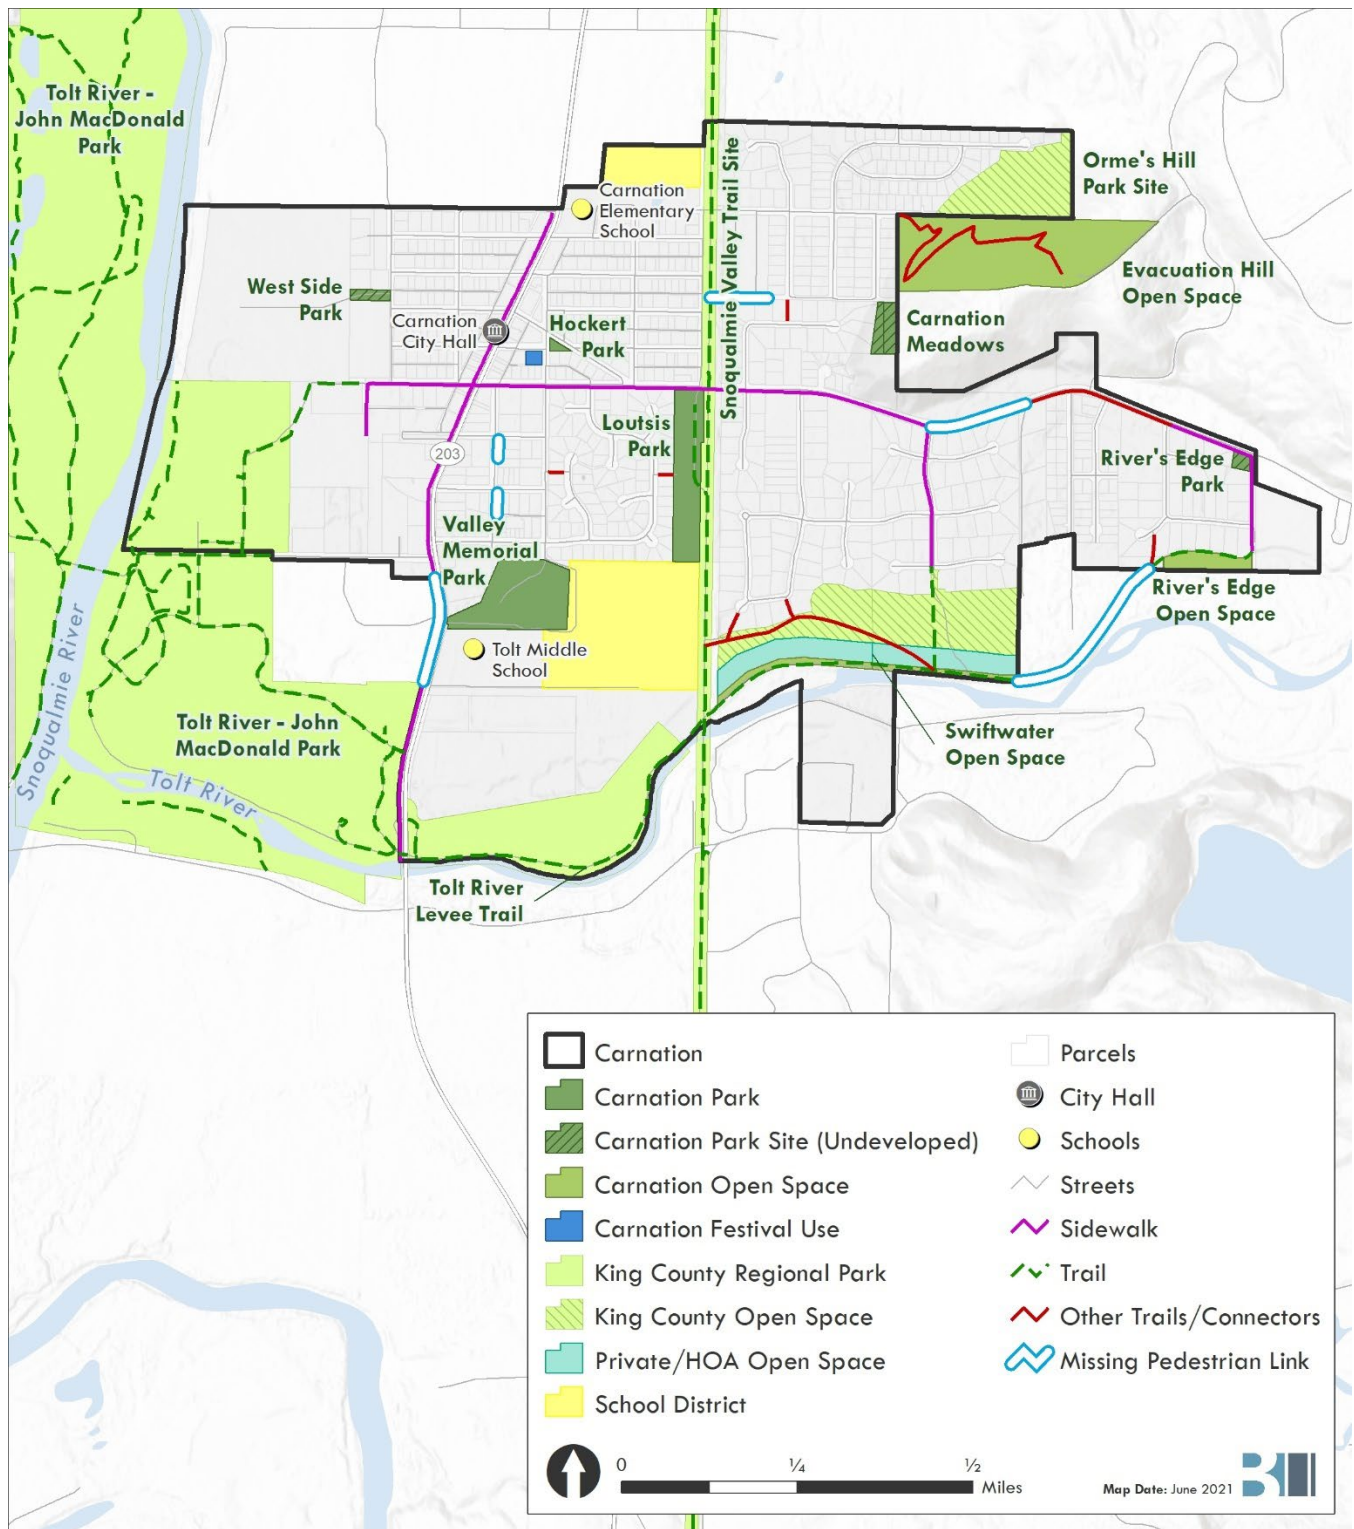 Tolt River -
John MacDonald
Park
Snoqualmie Valley Trail Site
Orme's Hill
Park Site
Carnation
Elementary
School
Evacuation Hill
Open Space
West Side
Park
Carnation
City Hall
Hockert
Park
Carnation
Meadows
Loutsis
Park
203
River's Edge
Park
Valley
Memorial
Park
River's Edge
Open Space
Snoqualmie River
Tolt Middle
School
Tolt River - John
MacDonald Park
Swiftwater
Open Space
Tolt River
Tolt River
Levee Trail
Carnation
Carnation Park
Carnation Park Site (Undeveloped)
Carnation Open Space
Carnation Festival Use
King County Regional Park
King County Open Space
Private/HOA Open Space
School District
Parcels
City Hall
Schools
Streets
Sidewalk
Trail
Other Trails/Connectors
Missing Pedestrian Link
0 ¼ ½
Miles
Map Date: June 2021